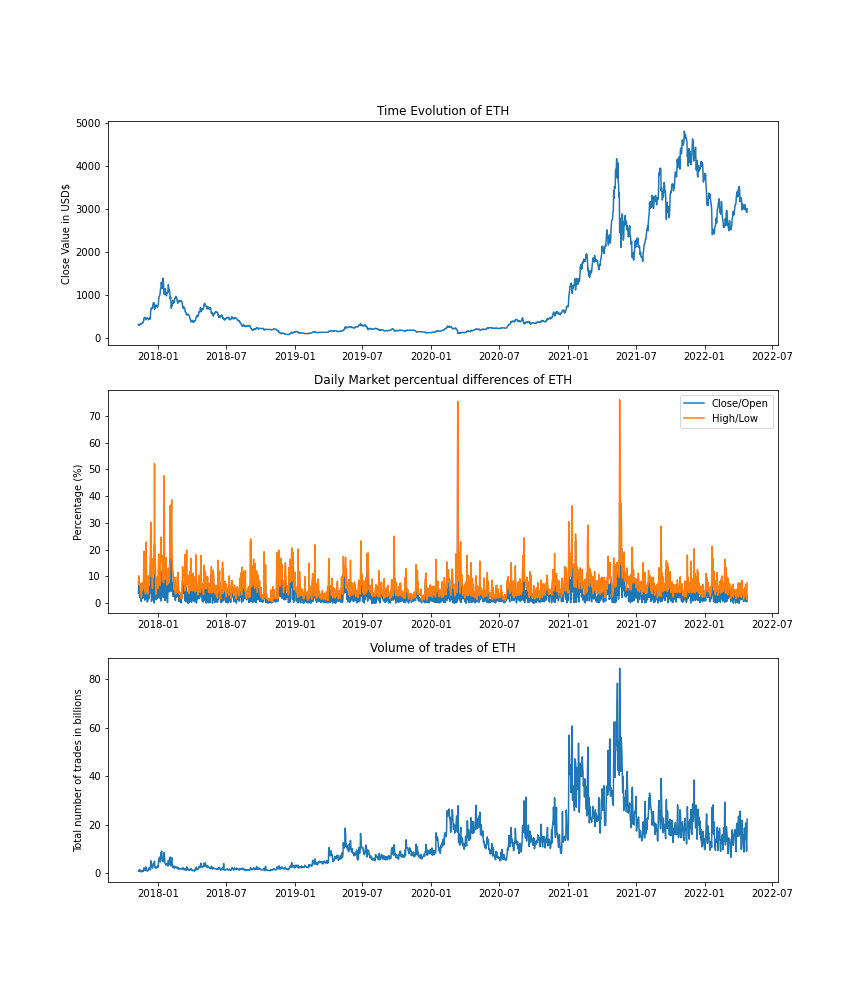 Time Evolution of ETH
Close Value in USD$
5000
4000
3000
2000
1000
0
2018-01 2018-07 2019-01 2019-07 2020-01 2020-07 2021-01 2021-07 2022-01 2022-07
Daily Market percentual differences of ETH
Close/Open
High/Low
Percentage (%)
70
60
50
40
30
20
10
0
2018-01 2018-07 2019-01 2019-07 2020-01 2020-07 2021-01 2021-07 2022-01 2022-07
Volume of trades of ETH
Total number of trades in billions
80
60
40
20
0
2018-01 2018-07 2019-01 2019-07 2020-01 2020-07 2021-01 2021-07 2022-01 2022-07